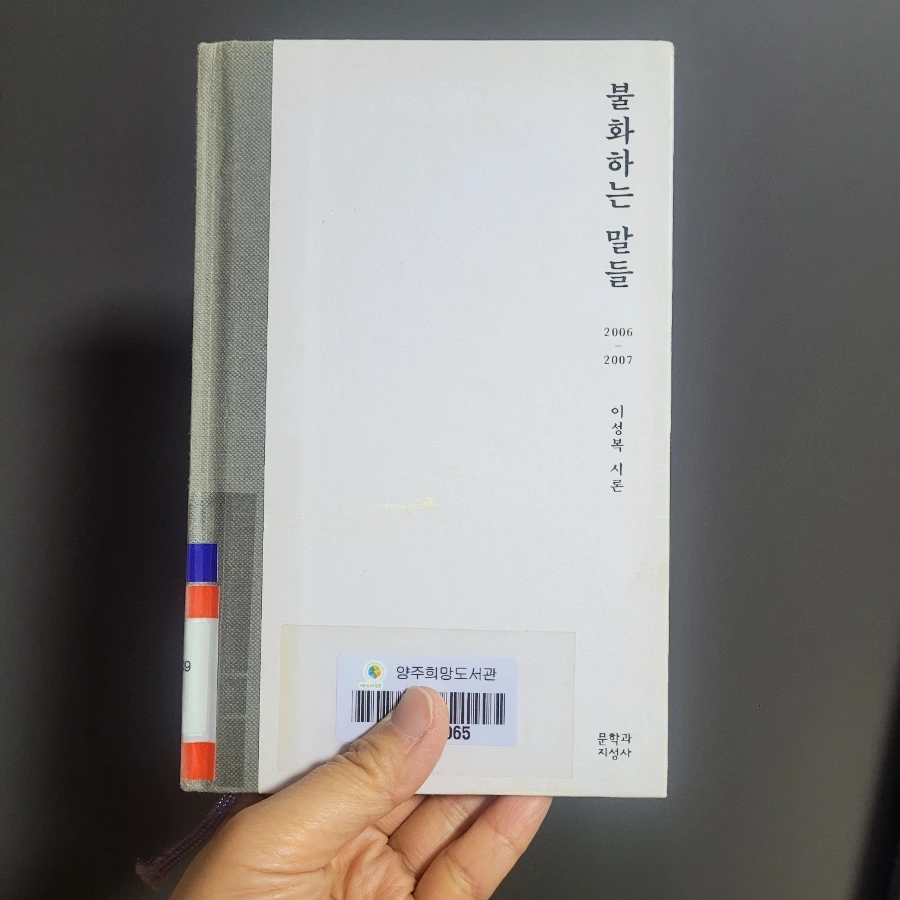 불화하는 말들
2006
–
2007
이성복 시론
양주희망도서관
065
문학과
지성사
9